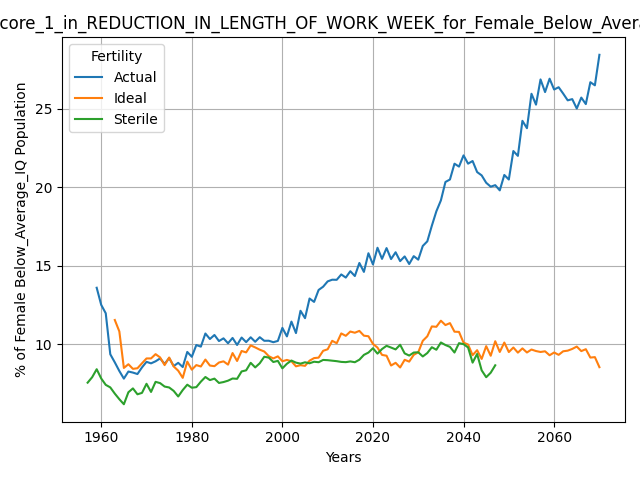 core_1_in_REDUCTION_IN_LENGTH_OF_WORK_WEEK_for_Female_Below_Avera
Fertility
Actual
Ideal
Sterile
% of Female Below_Average_IQ Population
25
20
15
10
1960 1980 2000 2020 2040 2060
Years